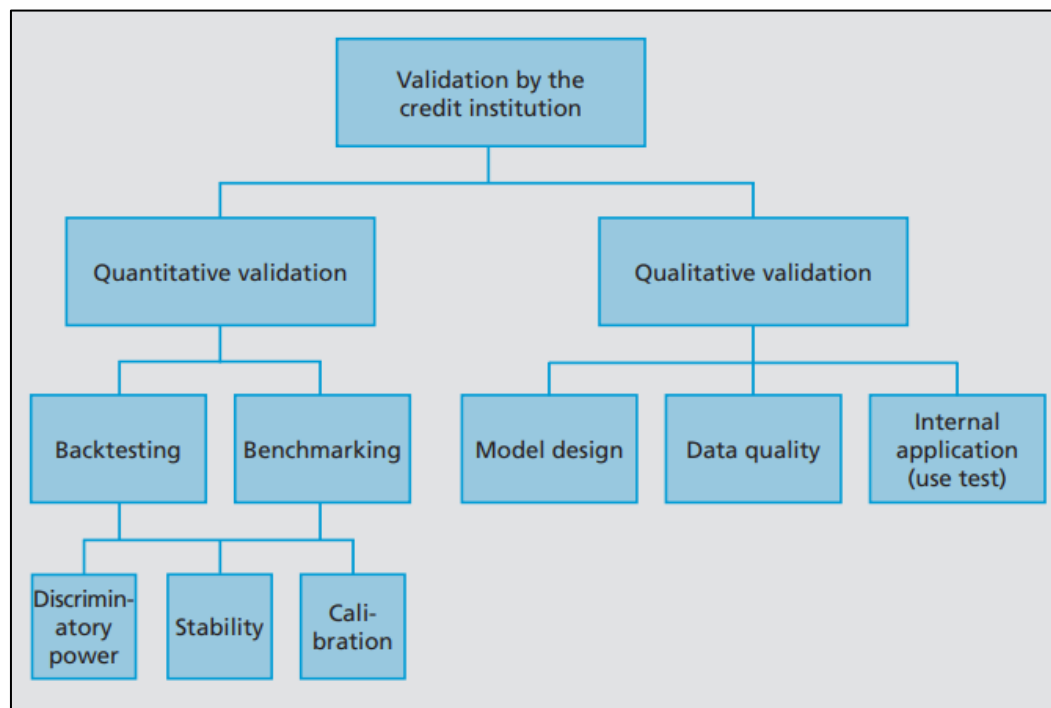 Validation by the
credit institution
Quantitative validation
Qualitative validation
Backtesting
Benchmarking
Model design
Data quality
Internal
application
(use test)
Discrimin-
atory
power
Stability
Cali-
bration